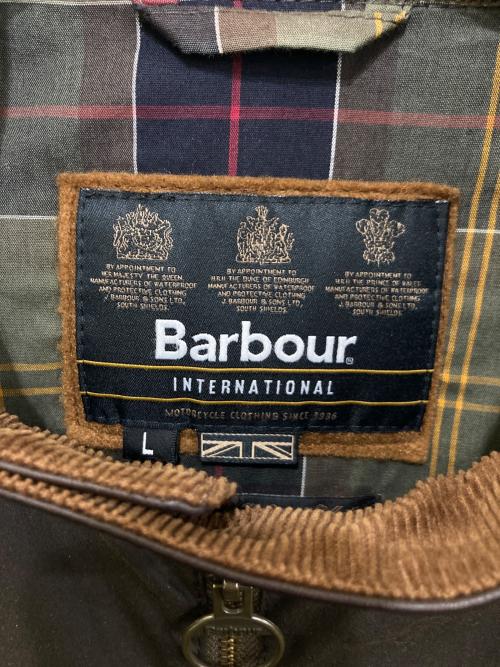 BY APPOINTMENT TO
HER MAJESTY THE QUEEN
MANUFACTURERS OF WATERPROOF
AND PROTECTIVE CLOTHING
J. BARBOUR & SONS LTD.
SOUTH SHIELDS.
BY APPOINTMENT TO
H.R.H. THE DUKE OF EDINBURGH
MANUFACTURERS OF WATERPROOF
AND PROTECTIVE CLOTHING
J. BARBOUR & SONS LTD.
SOUTH SHIELDS.
BY APPOINTMENT TO
H.R.H. THE PRINCE OF WALES
MANUFACTURERS OF WATERPROOF
AND PROTECTIVE CLOTHING
J. BARBOUR & SONS LTD.
SOUTH SHIELDS.
Barbour®
INTERNATIONAL
MOTORCYCLE CLOTHING SINCE 1936
L
Barbour